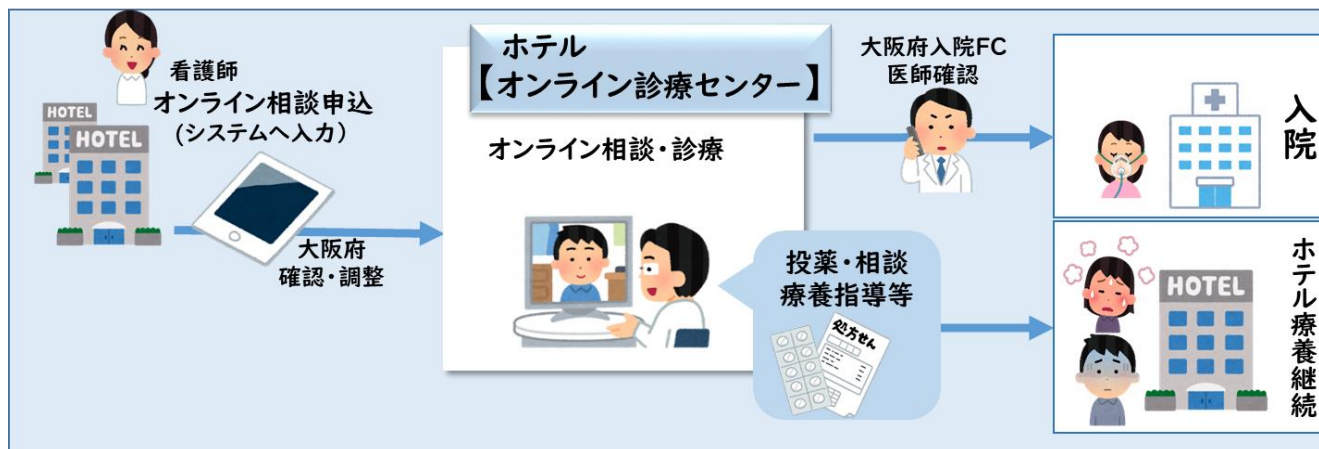 看護師
オンライン相談申込
(システムへ入力)
HOTEL
HOTEL
大阪府
確認・調整
ホテル
【オンライン診療センター】
オンライン相談・診療
大阪府入院FC
医師確認
投薬・相談
療養指導等
処方せん
入院
HOTEL
ホテル療養継続